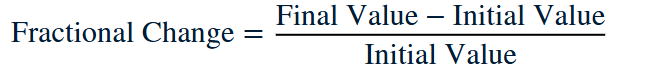 Fractional Change = Final Value − Initial Value
Initial Value